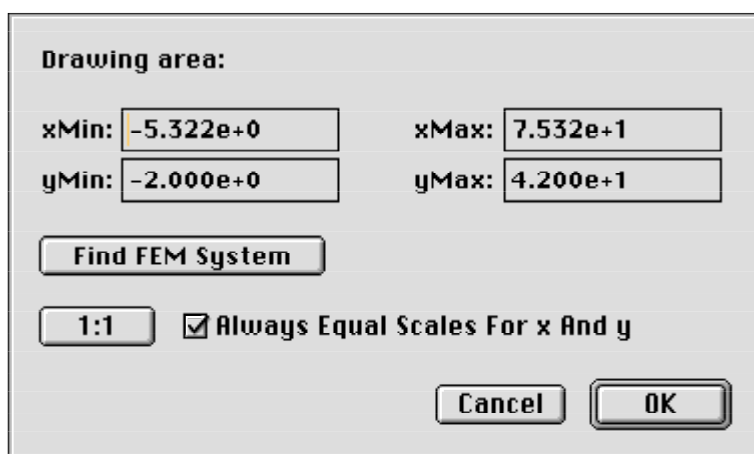 Drawing area:
xMin: -5.322e+0 xMax: 7.532e+1
yMin: -2.000e+0 yMax: 4.200e+1
Find FEM System
1:1 Always Equal Scales For x And y
Cancel OK